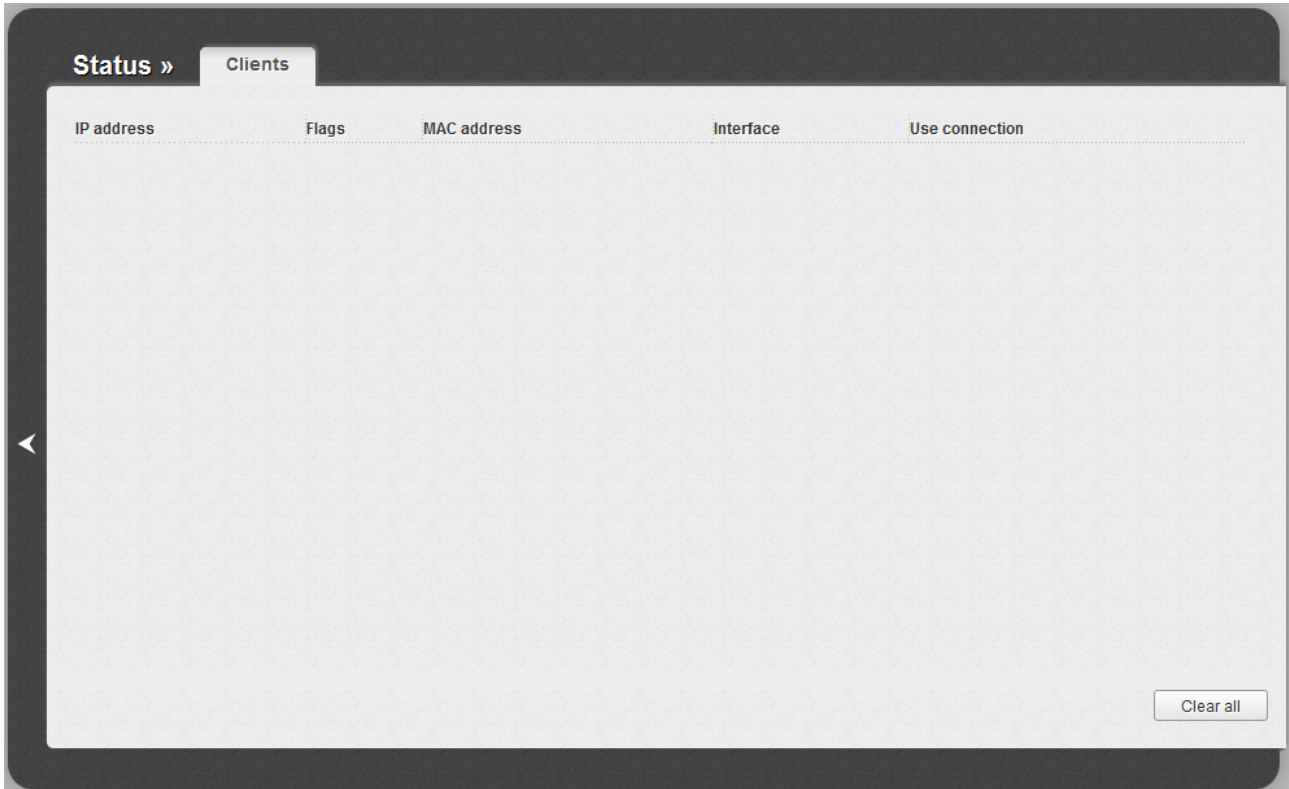 Status » Clients
IP address Flags MAC address Interface Use connection
Clear all